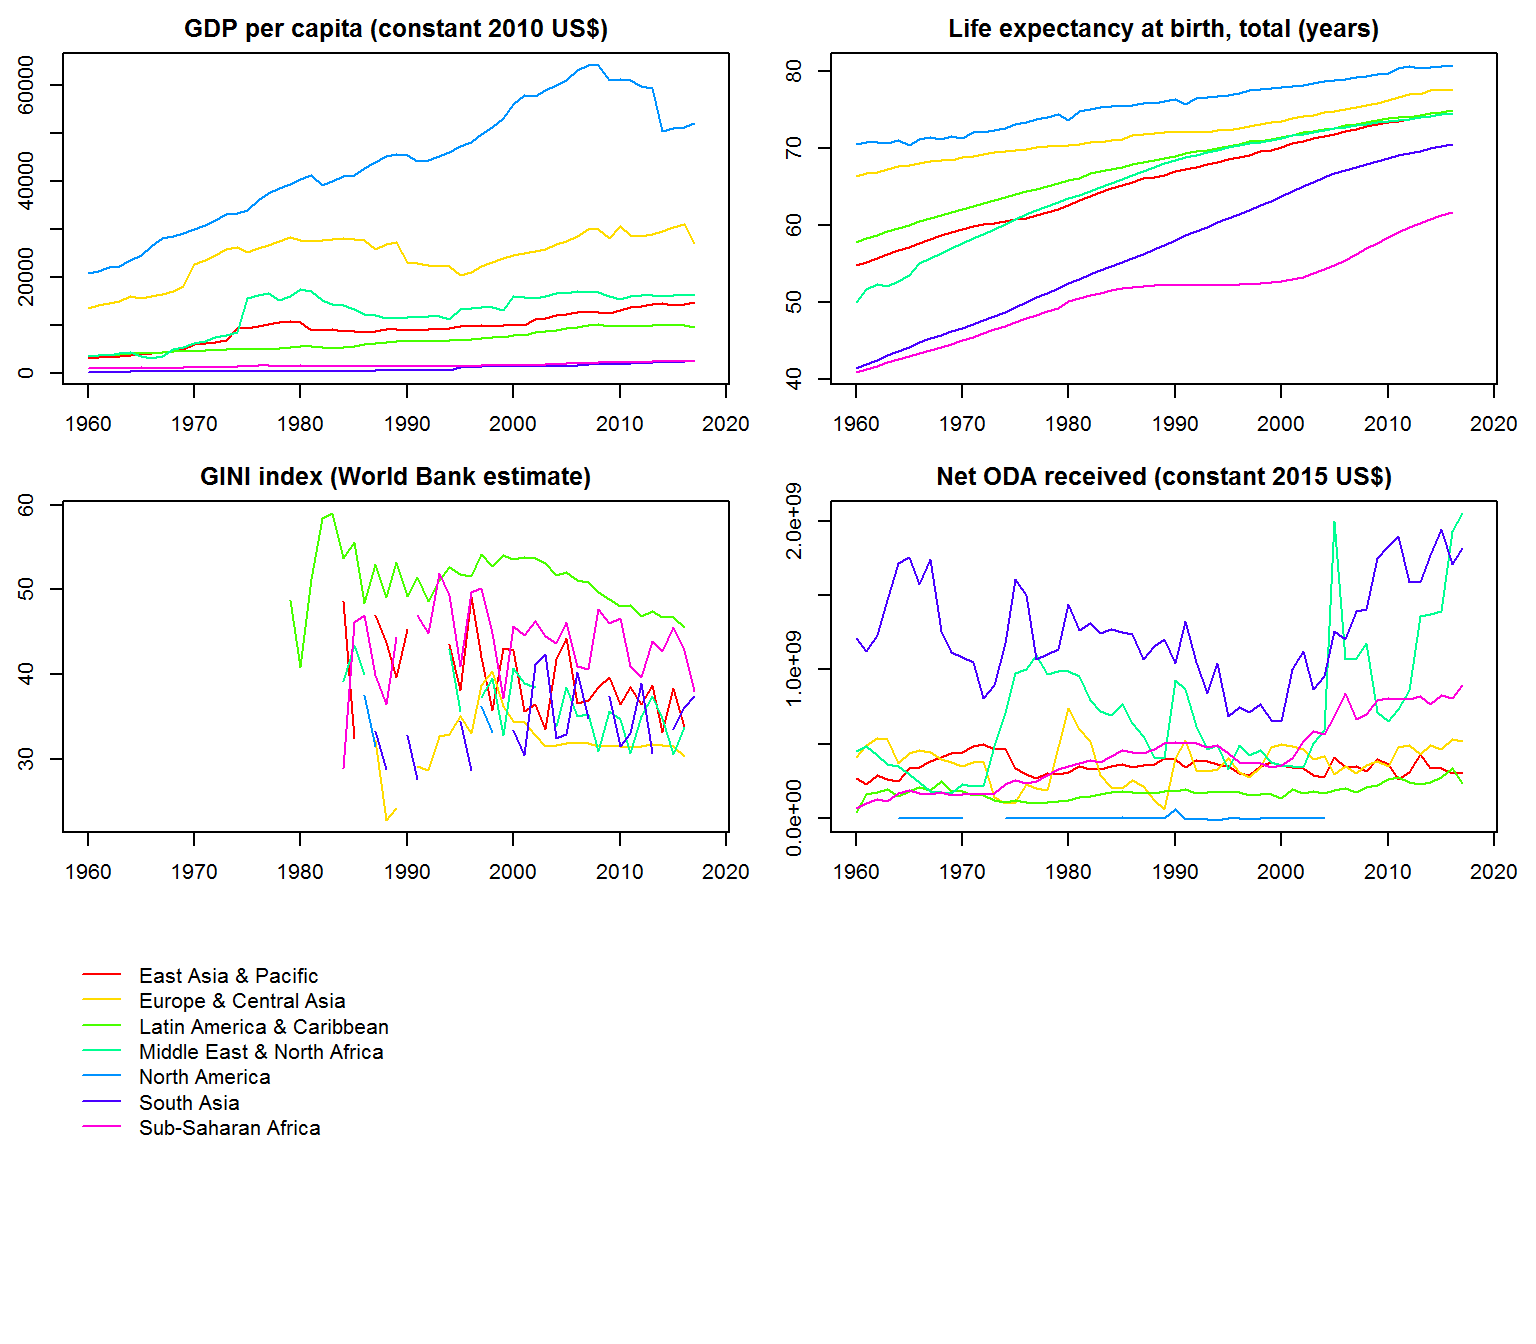 GDP per capita (constant 2010 US$)
60000
40000
20000
0
1960 1970 1980 1990 2000 2010 2020
Life expectancy at birth, total (years)
80
70
60
50
40
1960 1970 1980 1990 2000 2010 2020
GINI index (World Bank estimate)
60
50
40
30
1960 1970 1980 1990 2000 2010 2020
Net ODA received (constant 2015 US$)
2.0e+09
1.0e+09
0.0e+00
1960 1970 1980 1990 2000 2010 2020
East Asia & Pacific
Europe & Central Asia
Latin America & Caribbean
Middle East & North Africa
North America
South Asia
Sub-Saharan Africa